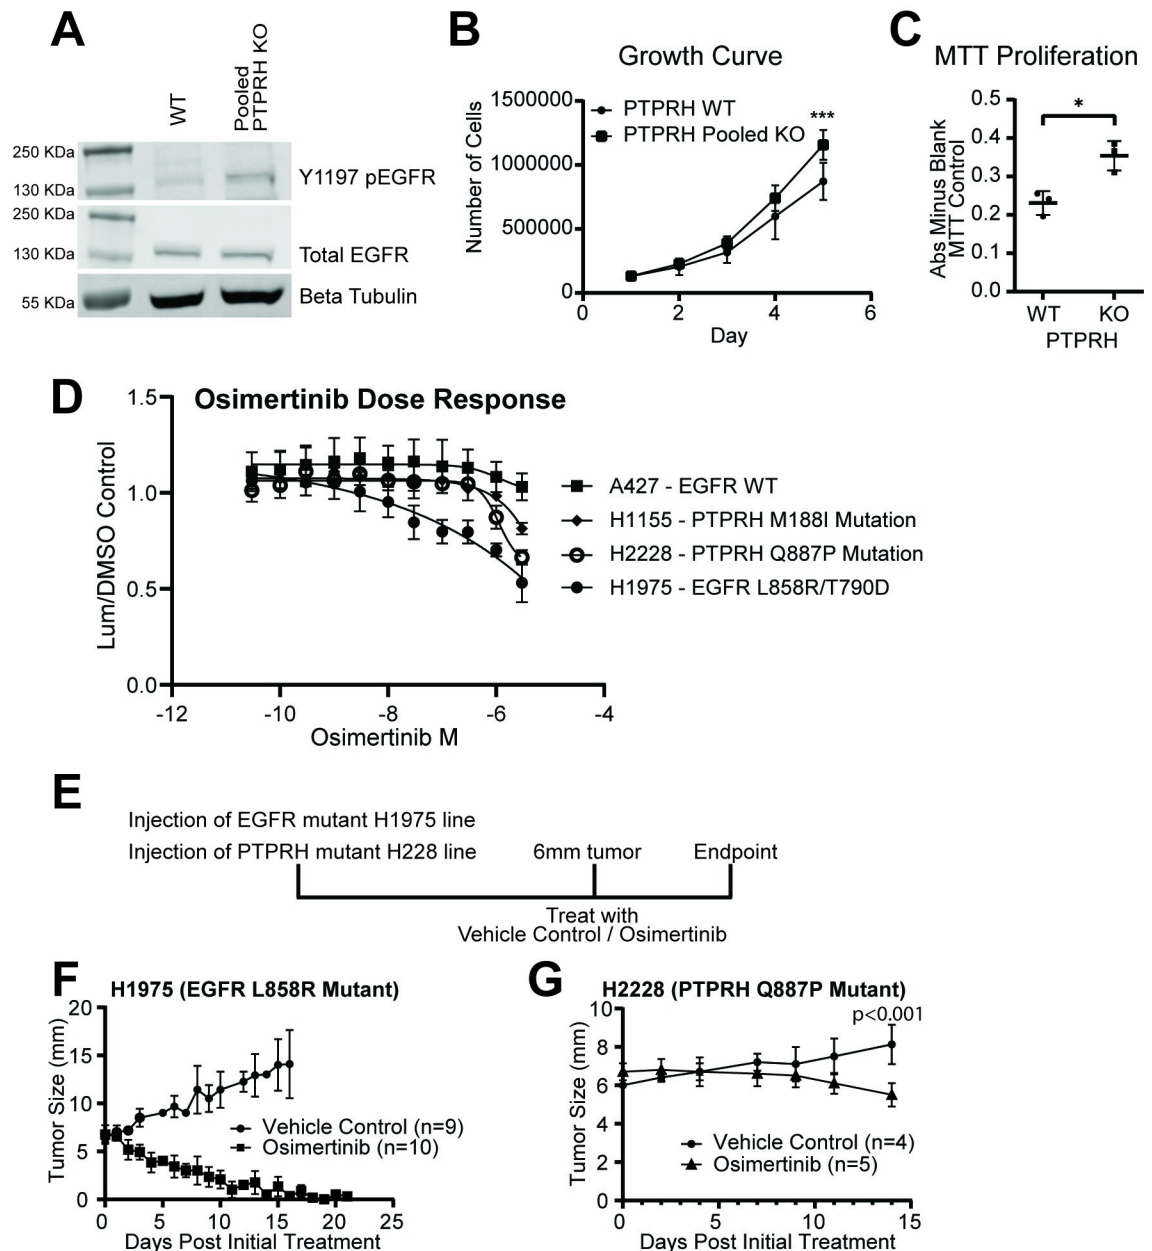 A
WT
Pooled
PTPRH KO
250 KDa
130 KDa
Y1197 pEGFR
250 KDa
130 KDa
Total EGFR
55 KDa
Beta Tubulin
B
Growth Curve
Number of Cells
1500000
1000000
500000
0
PTPRH WT
PTPRH Pooled KO
***
0 2 4 6
Day
C
MTT Proliferation
Abs Minus Blank
MTT Control
0.5
0.4
0.3
0.2
0.1
0.0
*
WT KO
PTPRH
D
Osimertinib Dose Response
Lum/DMSO Control
1.5
1.0
0.5
0.0
-12 -10 -8 -6 -4
Osimertinib M
A427 - EGFR WT
H1155 - PTPRH M188I Mutation
H2228 - PTPRH Q887P Mutation
H1975 - EGFR L858R/T790D
E
Injection of EGFR mutant H1975 line
Injection of PTPRH mutant H228 line
6mm tumor
Endpoint
Treat with
Vehicle Control / Osimertinib
F
H1975 (EGFR L858R Mutant)
Tumor Size (mm)
20
15
10
5
0
Vehicle Control (n=9)
Osimertinib (n=10)
0 5 10 15 20 25
Days Post Initial Treatment
G
H2228 (PTPRH Q887P Mutant)
p<0.001
Tumor Size (mm)
10
8
6
4
2
0
Vehicle Control (n=4)
Osimertinib (n=5)
0 5 10 15
Days Post Initial Treatment